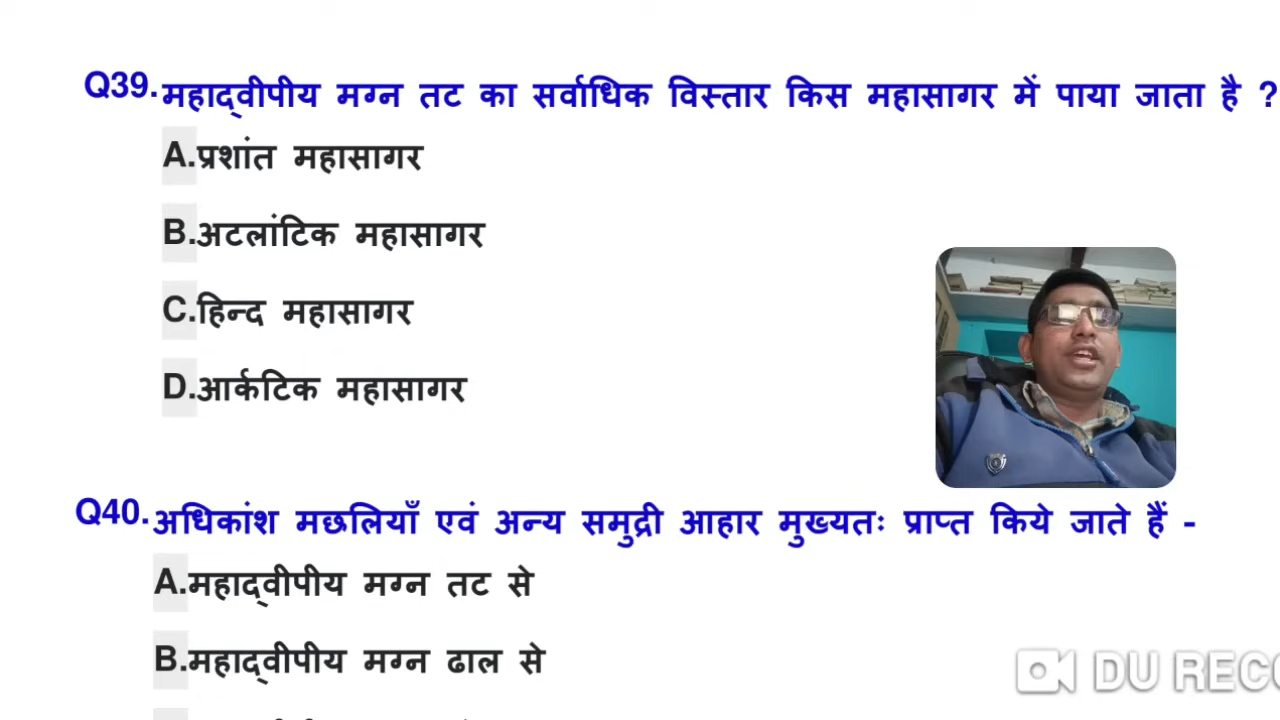 Q39. महाद्वीपीय मग्न तट का सर्वाधिक विस्तार किस महासागर में पाया जाता है ?
A.प्रशांत महासागर
B.अटलांटिक महासागर
C.हिन्द महासागर
D.आर्कटिक महासागर
Q40. अधिकांश मछलियाँ एवं अन्य समुद्री आहार मुख्यतः प्राप्त किये जाते हैं -
A.महाद्वीपीय मग्न तट से
B.महाद्वीपीय मग्न ढाल से
DU REC